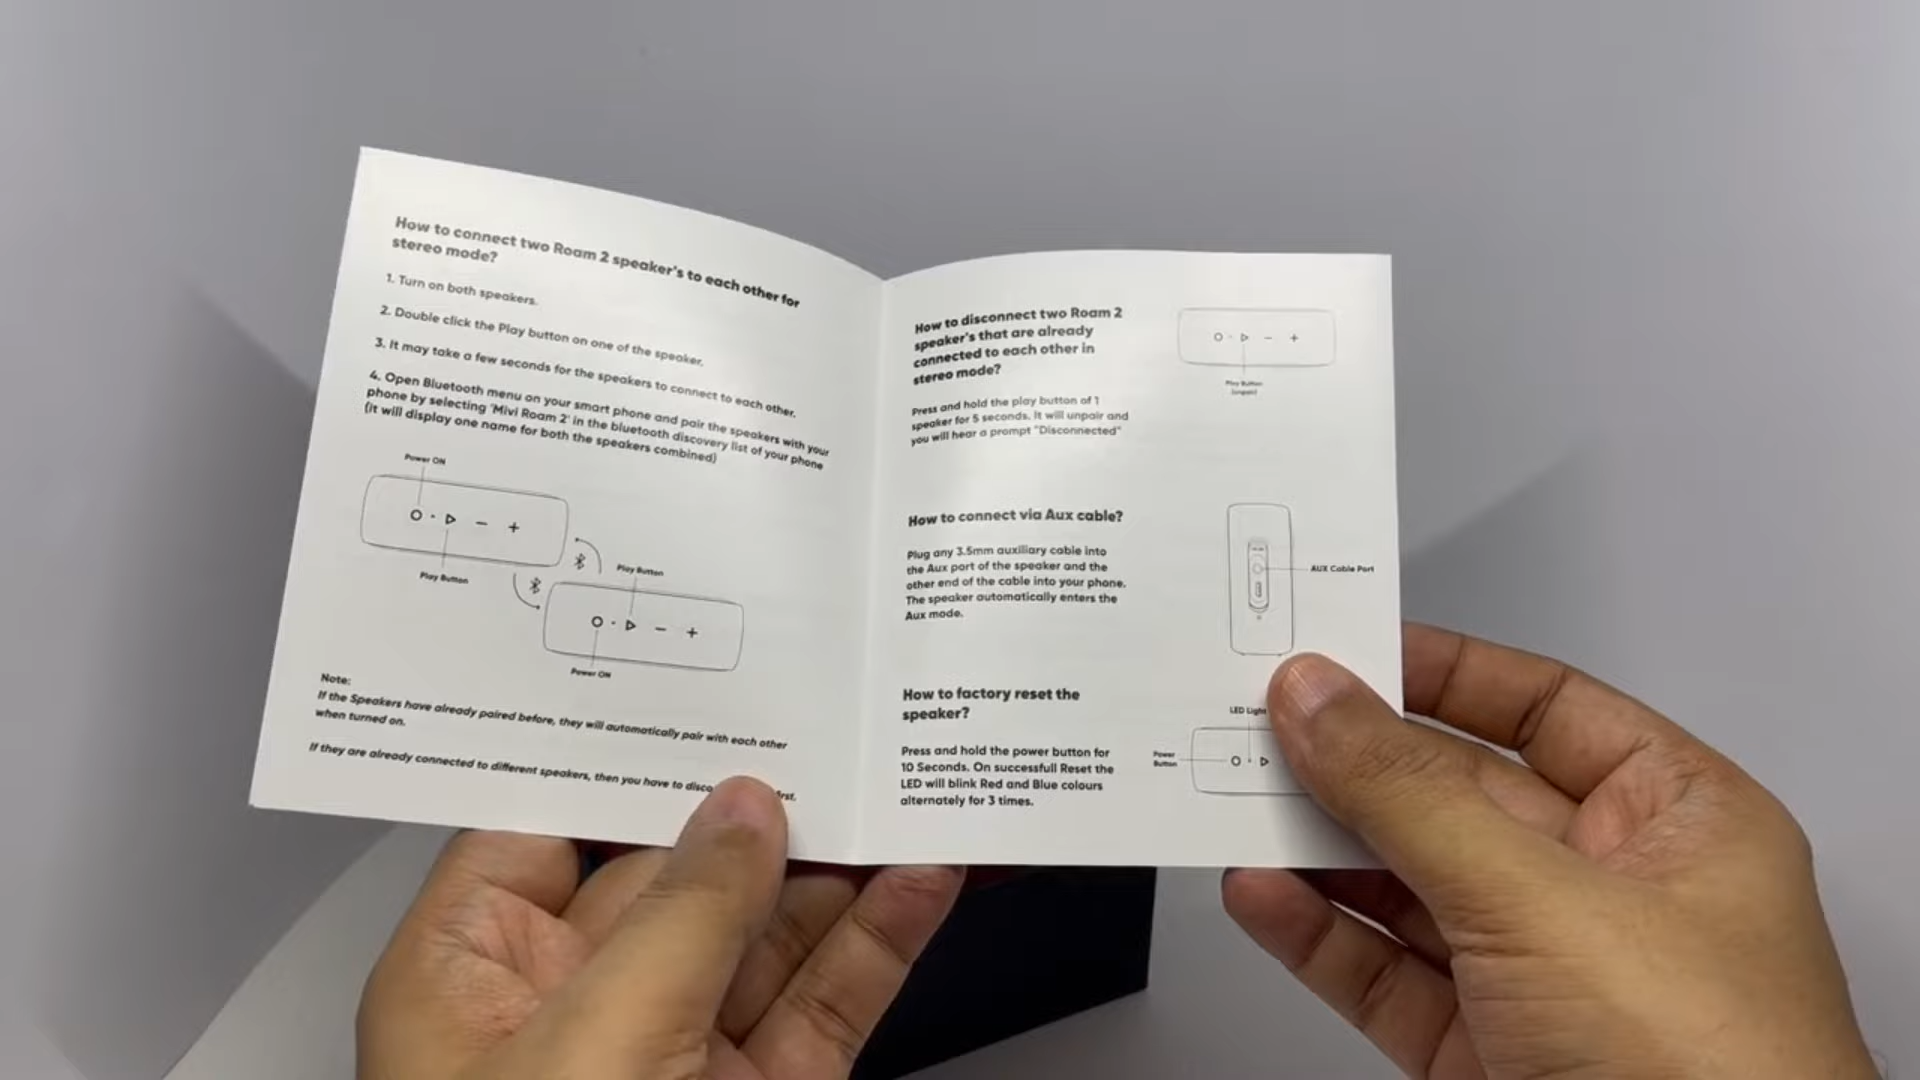 How to connect two Roam 2 speaker's to each other for
stereo mode?
1. Turn on both speakers.
2. Double click the Play button on one of the speaker.
3. It may take a few seconds for the speakers to connect to each other.
4. Open Bluetooth menu on your smart phone and pair the speakers with your
phone by selecting 'Mivi Roam 2' in the bluetooth discovery list of your phone
(it will display one name for both the speakers combined)
Power ON
Play Button
Play Button
Power ON
Note:
If the Speakers have already paired before, they will automatically pair with each other
when turned on.
If they are already connected to different speakers, then you have to
How to disconnect two Roam 2
speaker's that are already
connected to each other in
stereo mode?
Press and hold the play button of 1
speaker for 5 seconds. It will unpair and
you will hear a prompt "Disconnected"
Play Button
(unpair)
How to connect via Aux cable?
Plug any 3.5mm auxiliary cable into
the Aux port of the speaker and the
other end of the cable into your phone.
The speaker automatically enters the
Aux mode.
AUX Cable Port
How to factory reset the
speaker?
Press and hold the power button for
10 Seconds. On successfull Reset the
LED will blink Red and Blue colours
alternately for 3 times.
LED Light
Power
Button